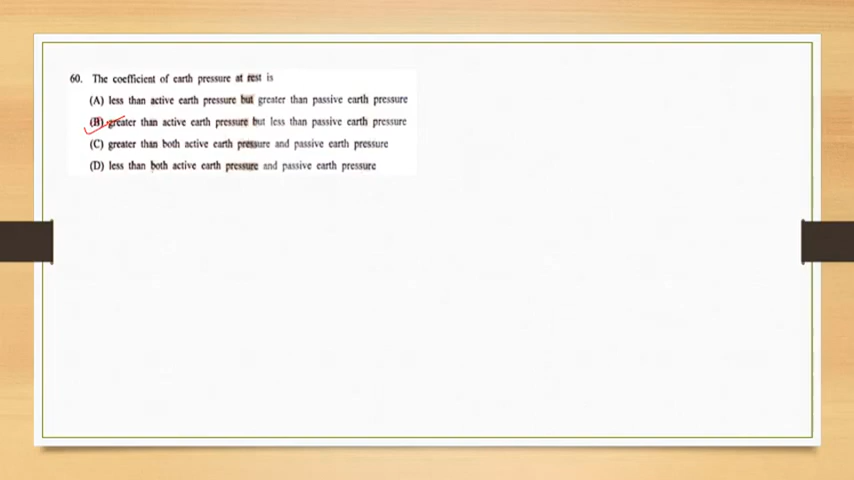 60. The coefficient of earth pressure at rest is
(A) less than active earth pressure but greater than passive earth pressure
(B) greater than active earth pressure but less than passive earth pressure
(C) greater than both active earth pressure and passive earth pressure
(D) less than both active earth pressure and passive earth pressure